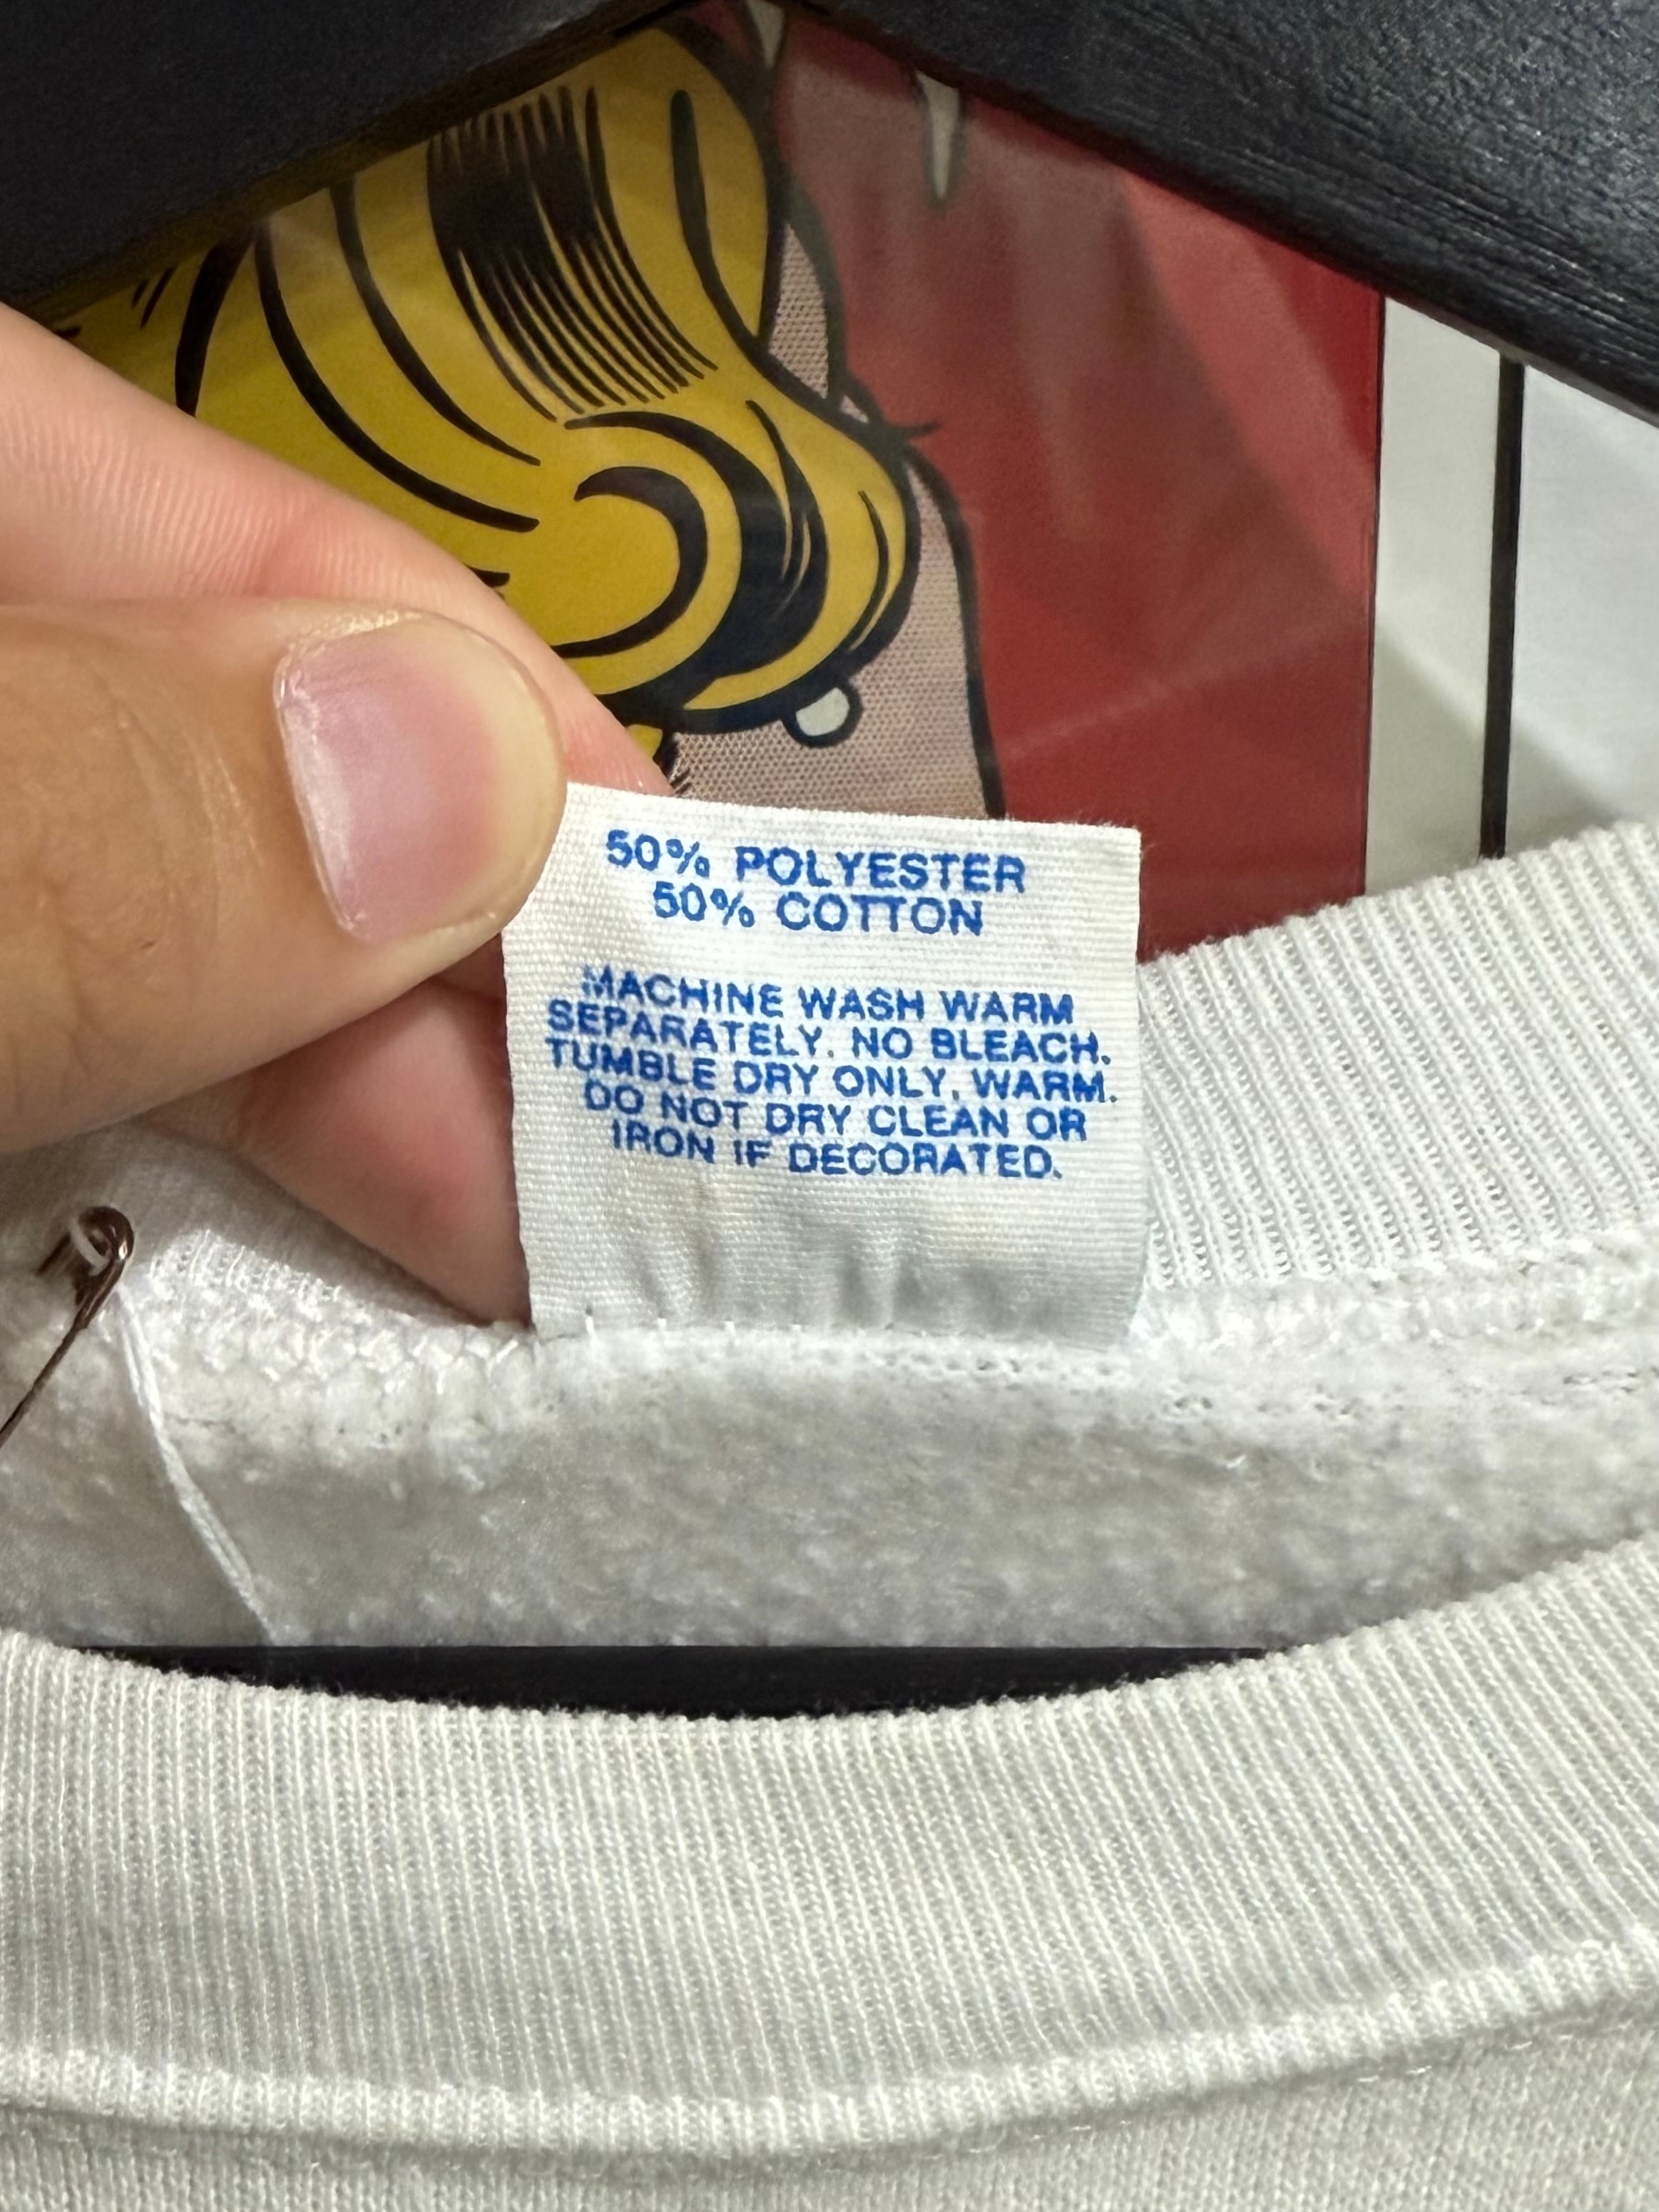 50% POLYESTER
50% COTTON
MACHINE WASH WARM
SEPARATELY. NO BLEACH.
TUMBLE DRY ONLY, WARM.
DO NOT DRY CLEAN OR
IRON IF DECORATED.